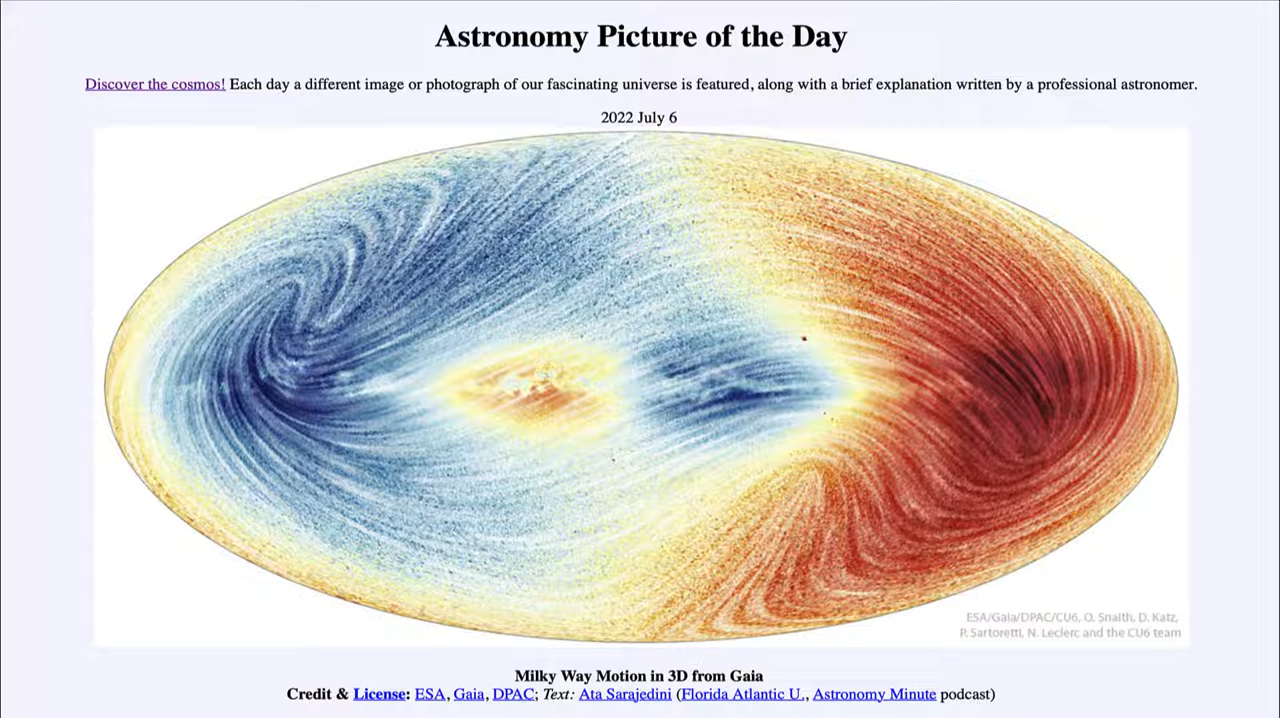 Astronomy Picture of the Day
Discover the cosmos! Each day a different image or photograph of our fascinating universe is featured, along with a brief explanation written by a professional astronomer.
2022 July 6
ESA/Gaia/DPAC/CU6, O. Snaith, D. Katz,
P. Sartoretti, N. Leclerc and the CU6 team
Milky Way Motion in 3D from Gaia
Credit & License: ESA, Gaia, DPAC; Text: Ata Sarajedini (Florida Atlantic U., Astronomy Minute podcast)